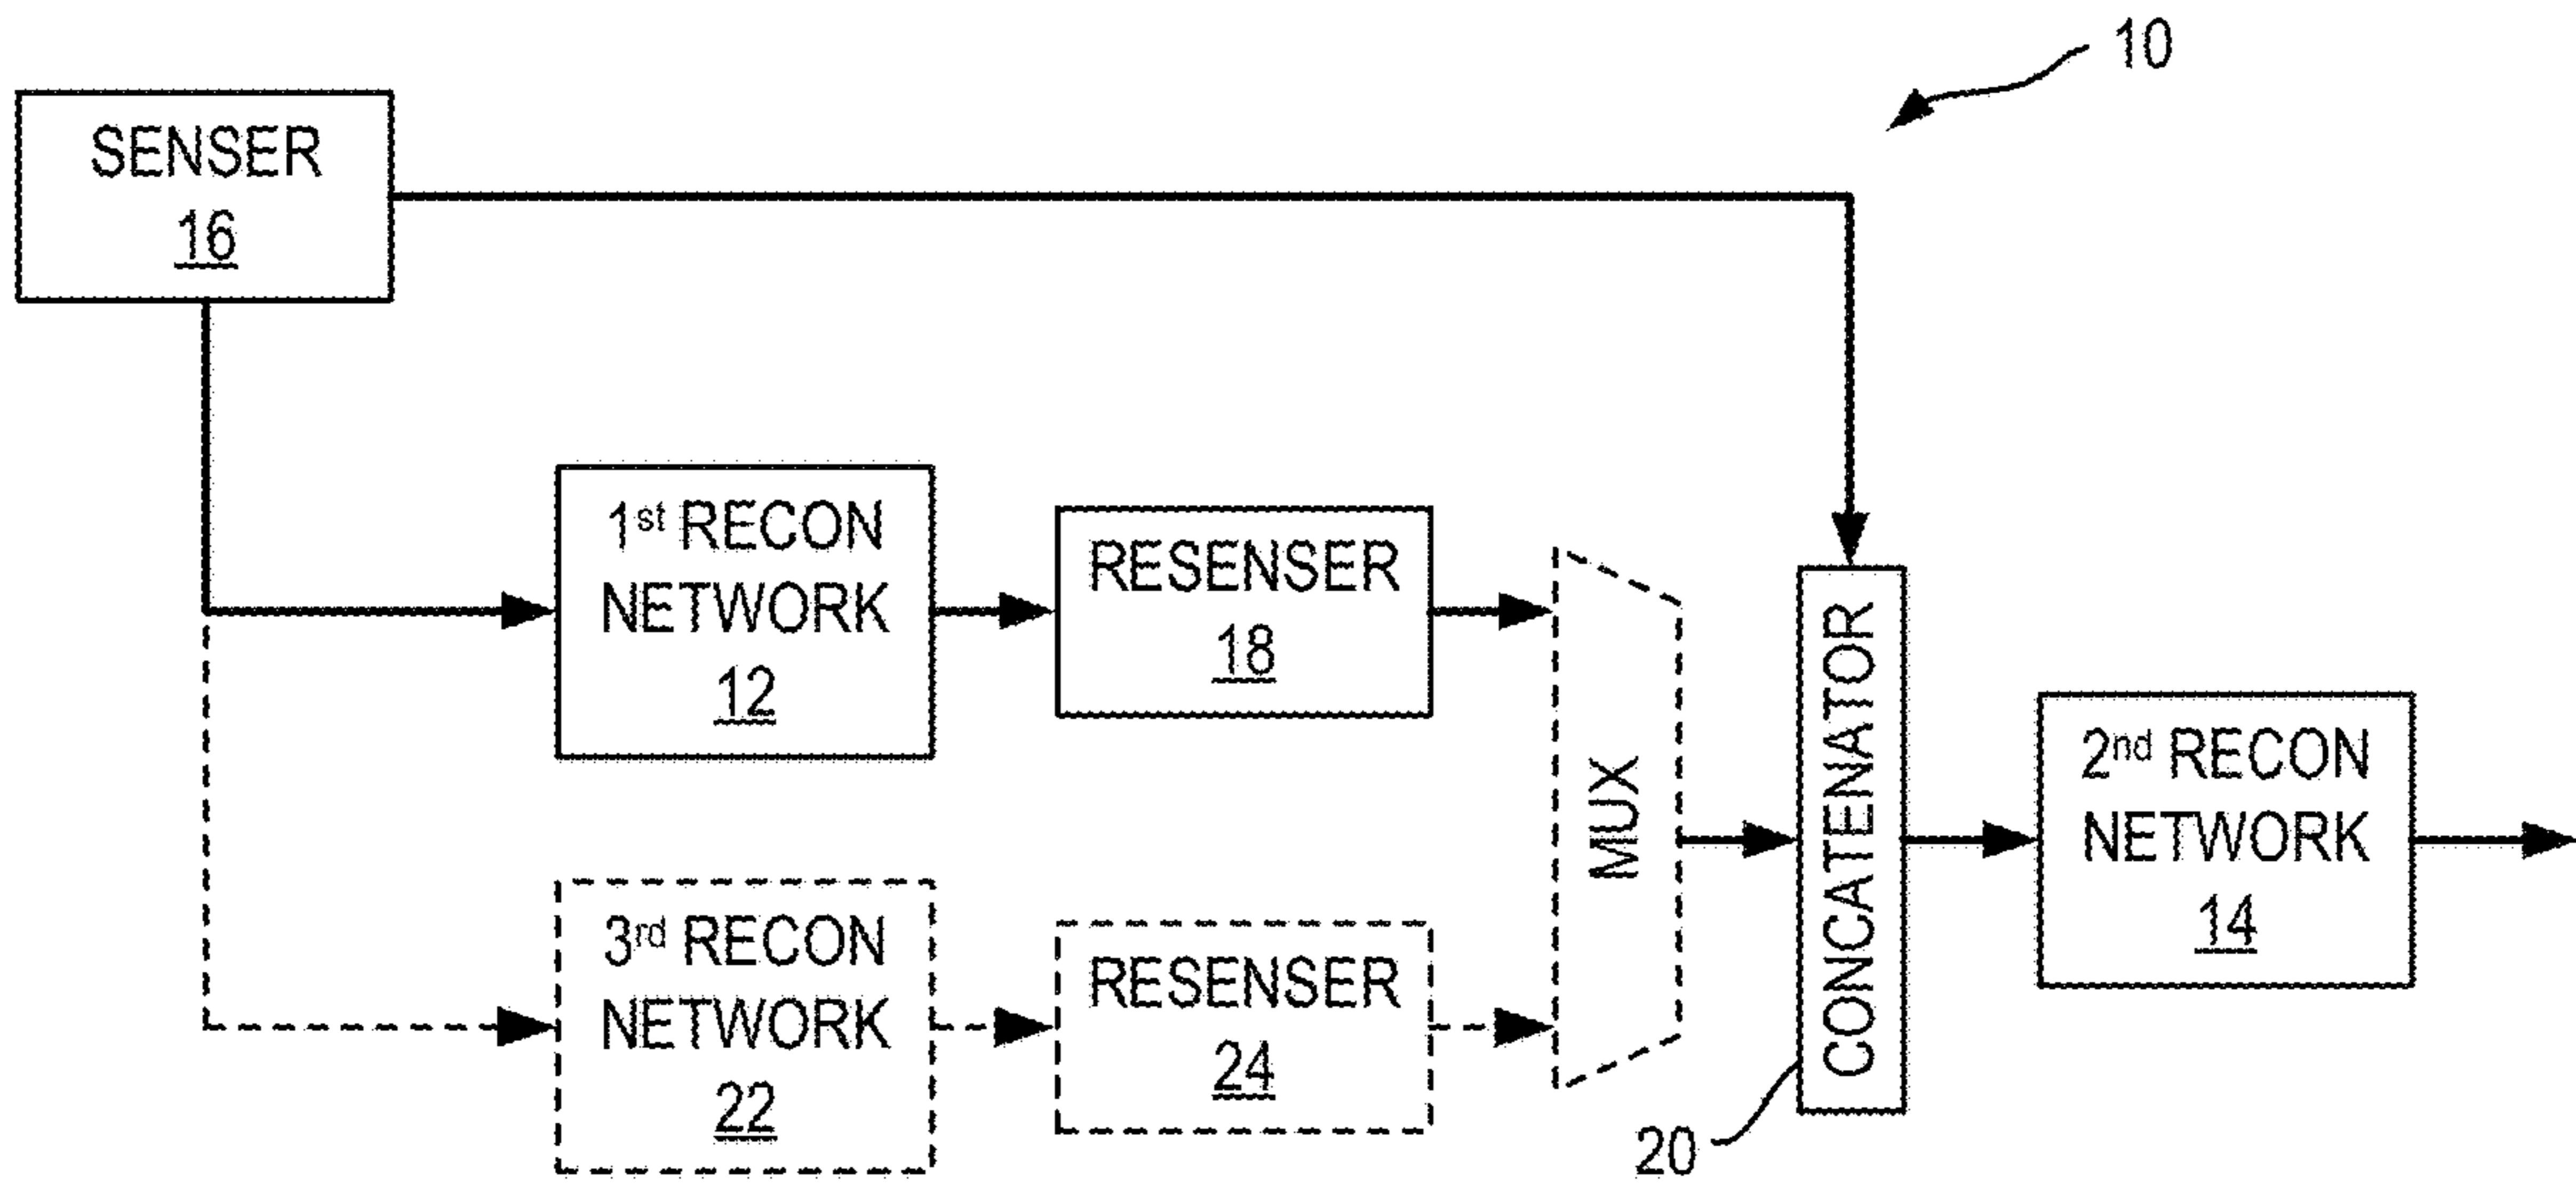 10
SENSER
16
1st RECON
NETWORK
12
RESENSER
18
MUX
CONCATENATOR
20
2nd RECON
NETWORK
14
3rd RECON
NETWORK
22
RESENSER
24